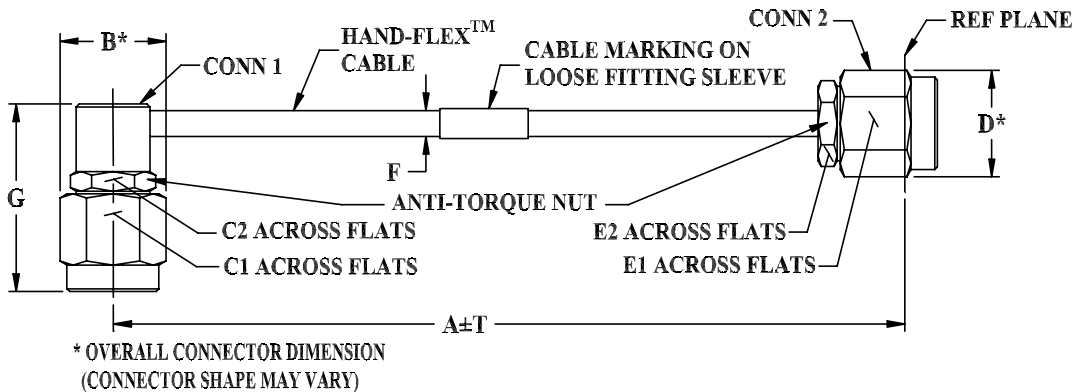 B*
CONN 1
HAND-FLEX™
CABLE
CABLE MARKING ON
LOOSE FITTING SLEEVE
CONN 2
REF PLANE
D*
G
F
ANTI-TORQUE NUT
C2 ACROSS FLATS
C1 ACROSS FLATS
E2 ACROSS FLATS
E1 ACROSS FLATS
A±T
* OVERALL CONNECTOR DIMENSION
(CONNECTOR SHAPE MAY VARY)